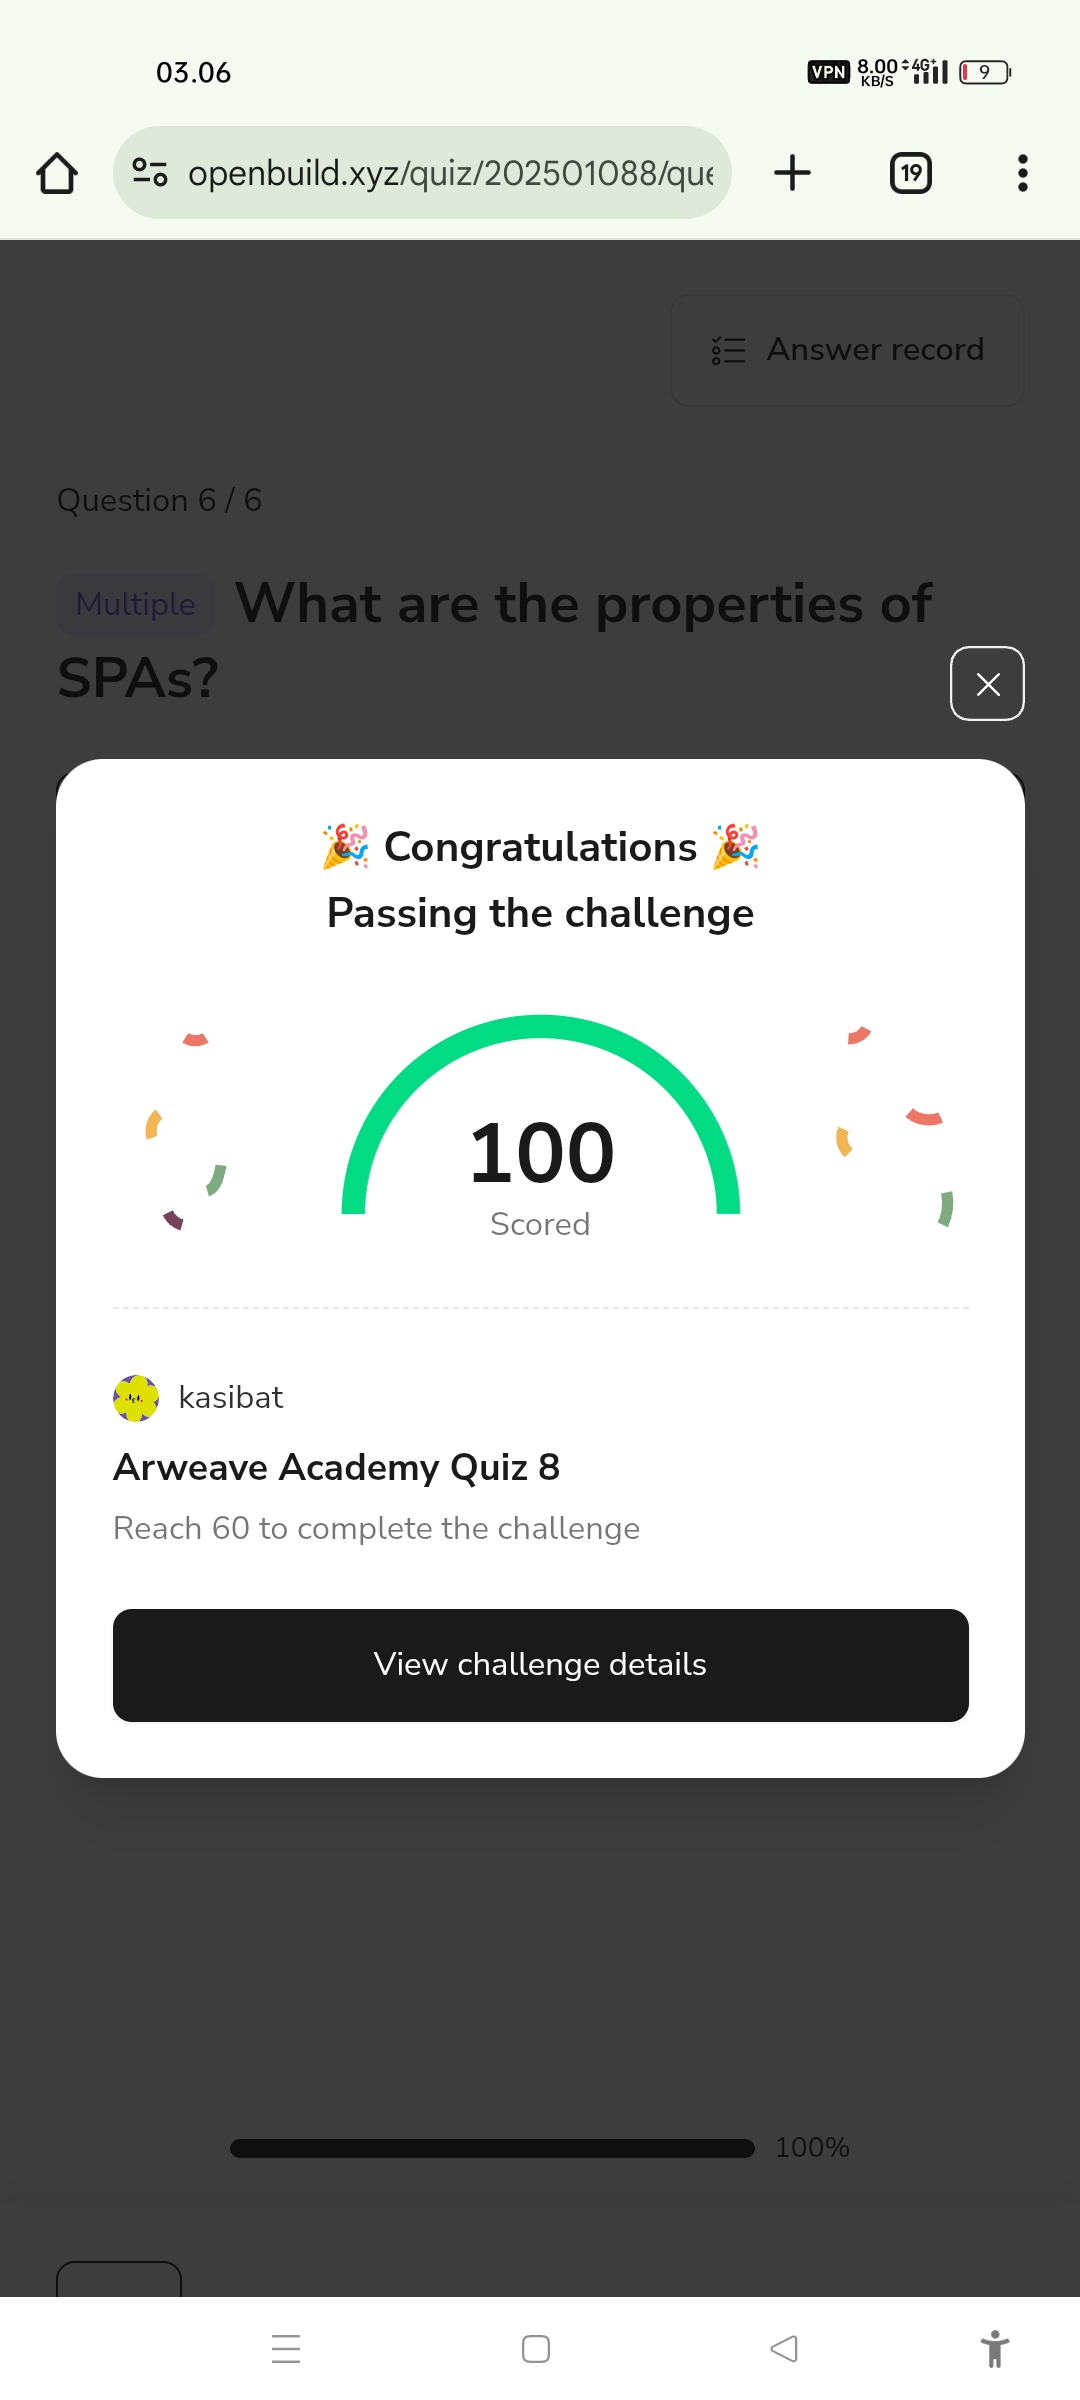 03.06
VPN 8.00 KB/S 4G+ 9
openbuild.xyz/quiz/202501088/que
19
Answer record
Question 6 / 6
Multiple What are the properties of
SPAs?
🎉 Congratulations 🎉
Passing the challenge
100
Scored
kasibat
Arweave Academy Quiz 8
Reach 60 to complete the challenge
View challenge details
100%